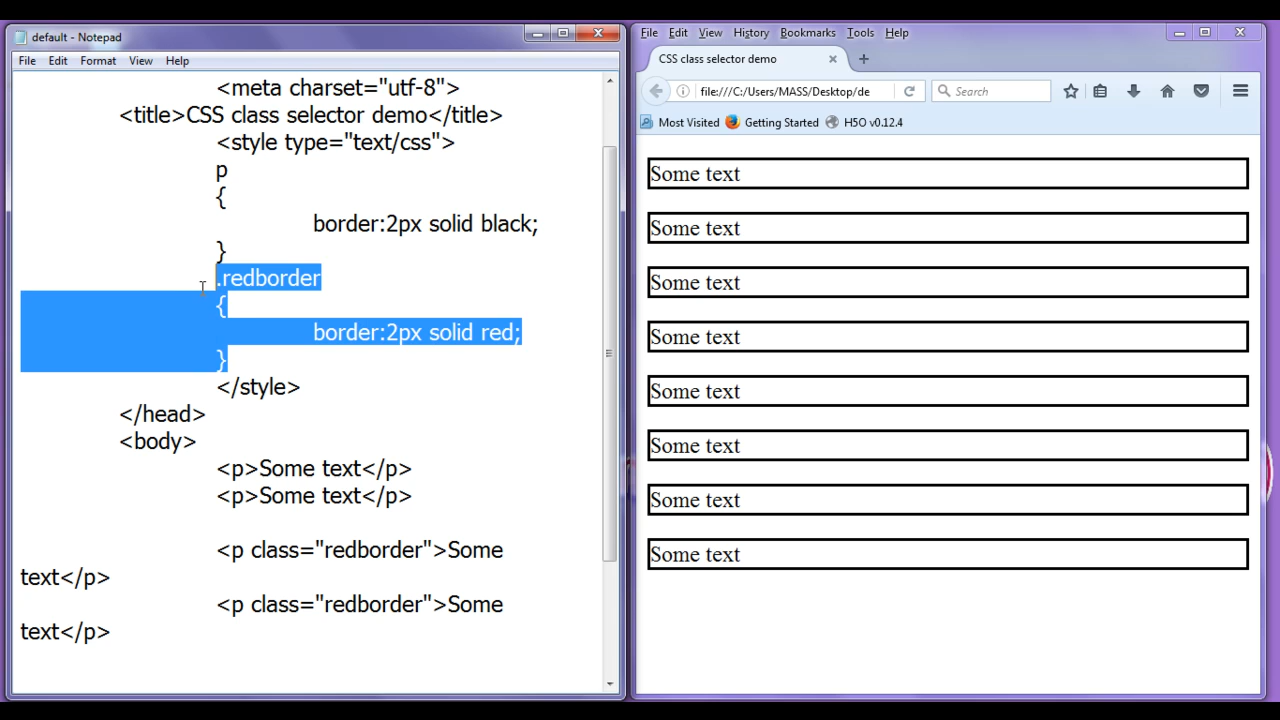 default - Notepad
File Edit Format View Help
<meta charset="utf-8">
<title>CSS class selector demo</title>
<style type="text/css">
p
{
border:2px solid black;
}
.redborder
{
border:2px solid red;
}
</style>
</head>
<body>
<p>Some text</p>
<p>Some text</p>
<p class="redborder">Some
text</p>
<p class="redborder">Some
text</p>
File Edit View History Bookmarks Tools Help
CSS class selector demo
file:///C:/Users/MASS/Desktop/de
Search
Most Visited Getting Started H5O v0.12.4
Some text
Some text
Some text
Some text
Some text
Some text
Some text
Some text